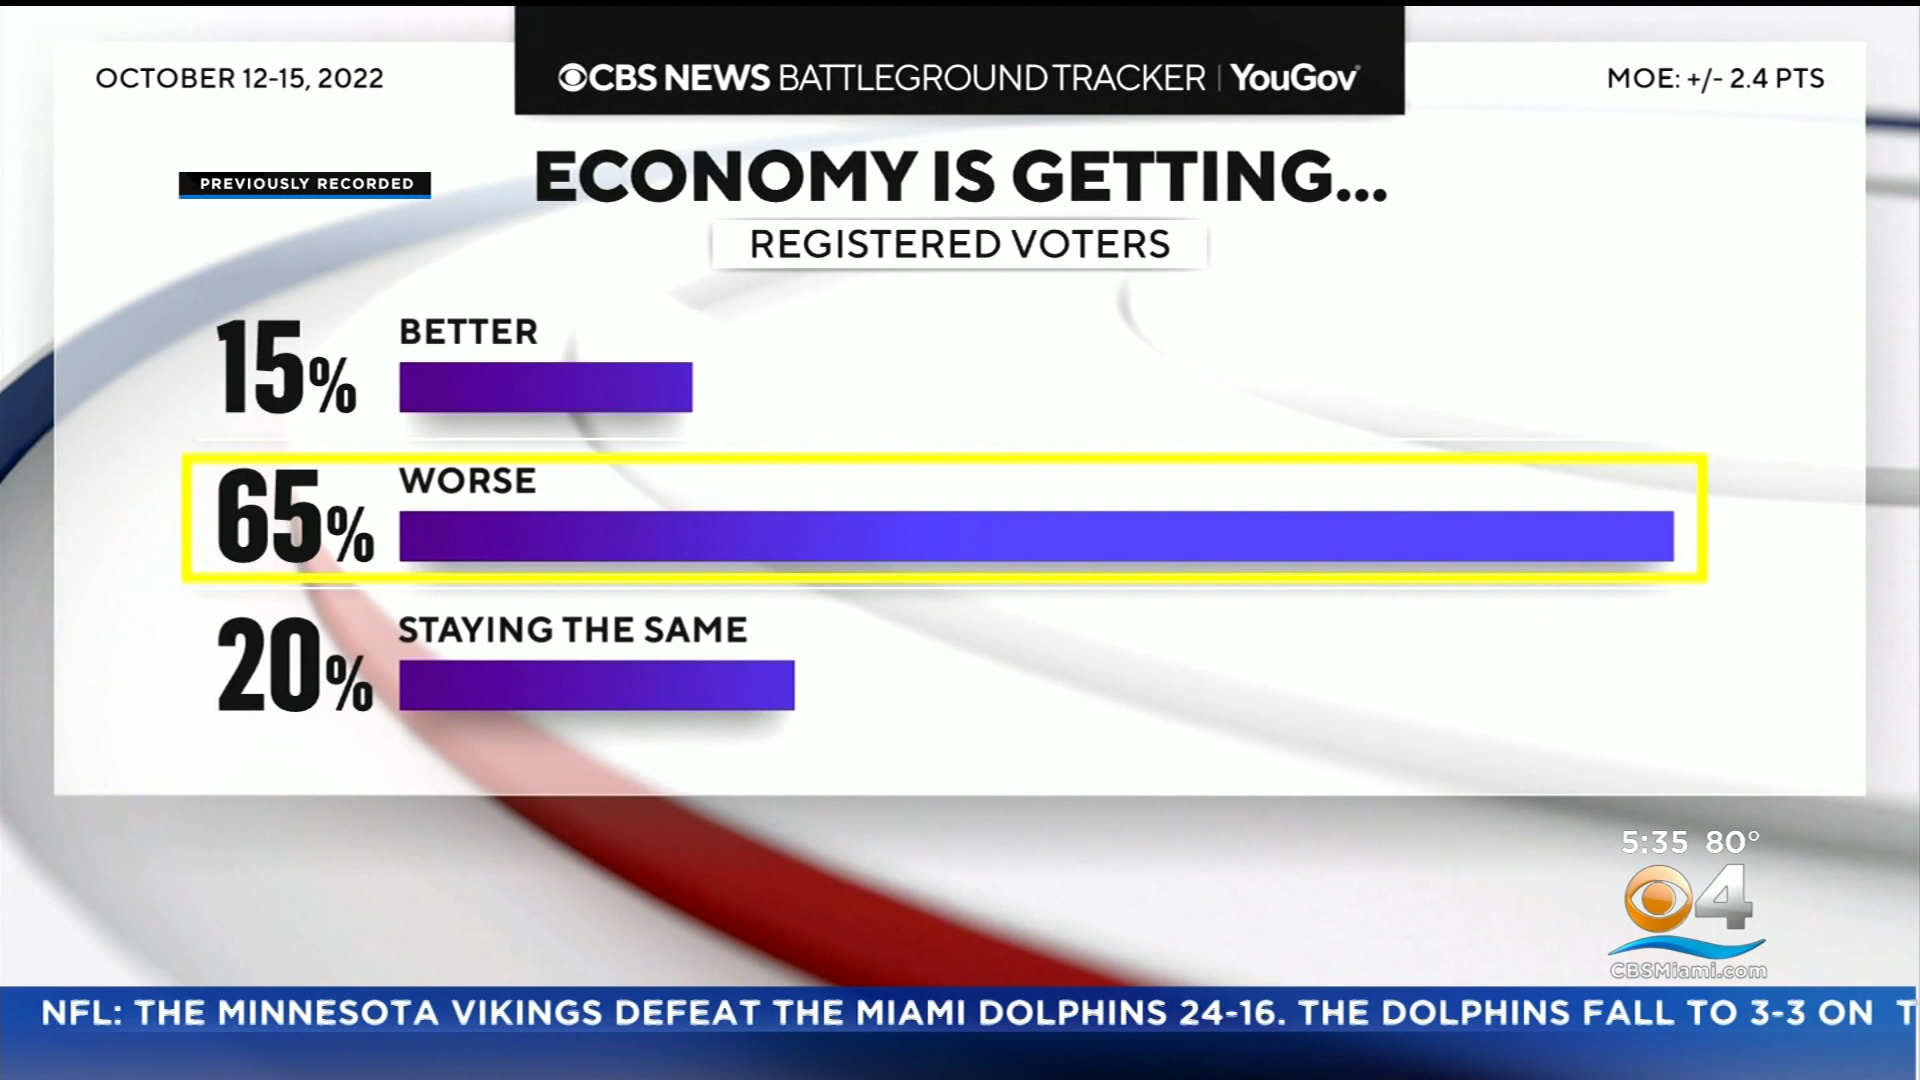 OCTOBER 12-15, 2022
CBS NEWS BATTLEGROUND TRACKER | YouGov®
MOE: +/- 2.4 PTS
PREVIOUSLY RECORDED
ECONOMY IS GETTING...
REGISTERED VOTERS
15% BETTER
65% WORSE
20% STAYING THE SAME
5:35 80°
4
CBSMiami.com
NFL: THE MINNESOTA VIKINGS DEFEAT THE MIAMI DOLPHINS 24-16. THE DOLPHINS FALL TO 3-3 ON T